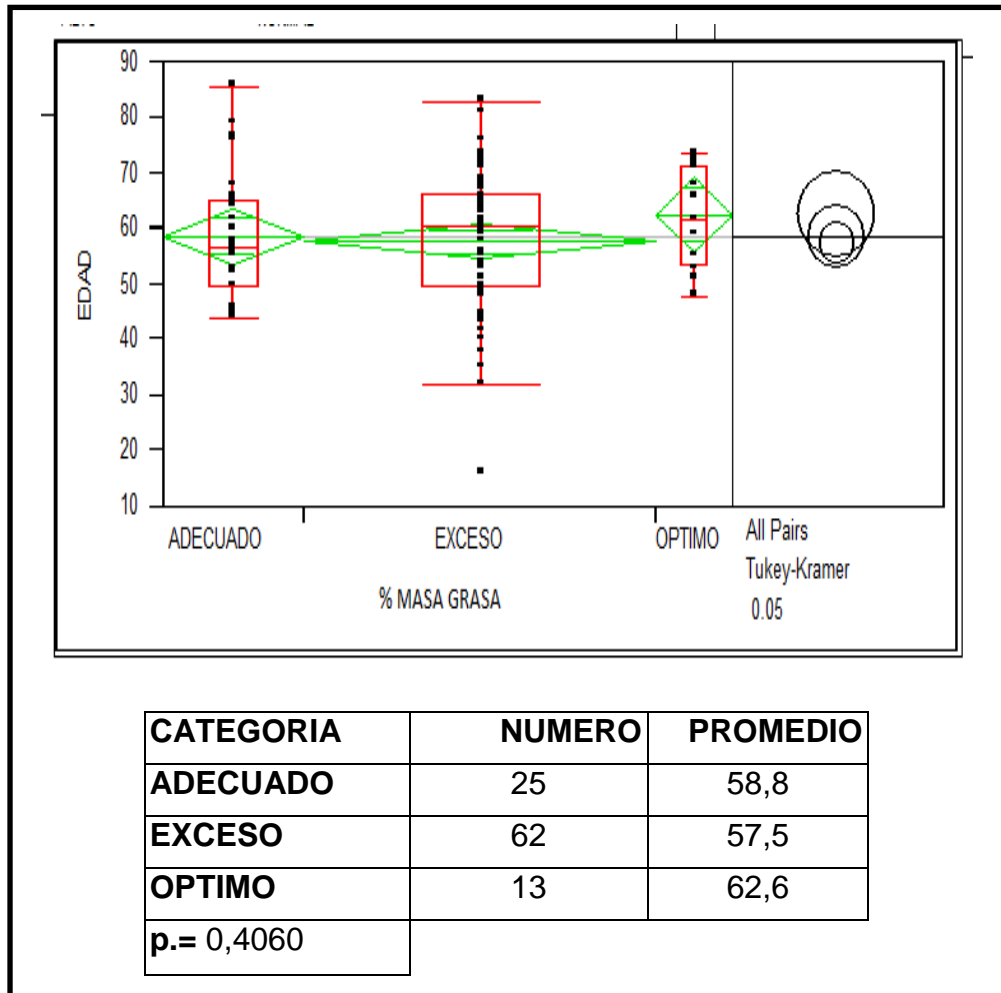 90
80
70
60
50
40
30
20
10
EDAD
ADECUADO EXCESO OPTIMO
All Pairs
Tukey-Kramer
0.05
% MASA GRASA
CATEGORIA NUMERO PROMEDIO
ADECUADO 25 58,8
EXCESO 62 57,5
OPTIMO 13 62,6
p.= 0,4060